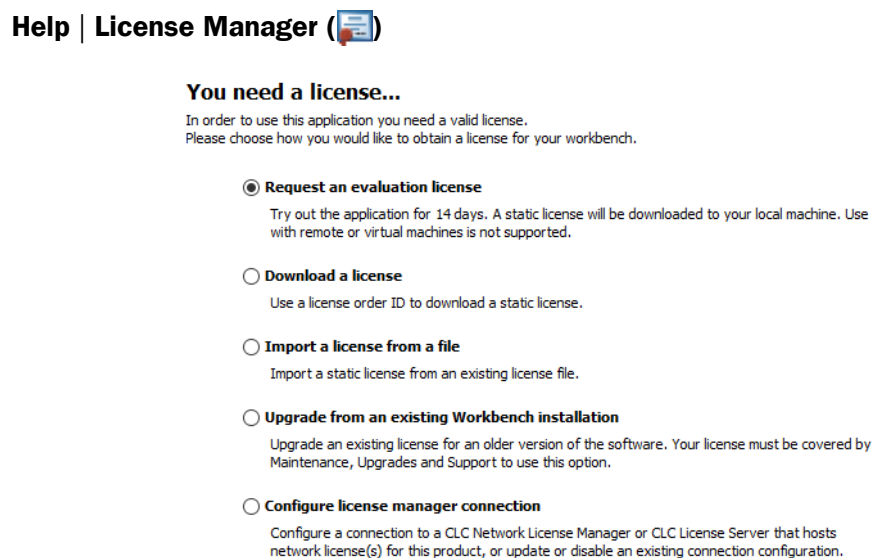 Help | License Manager ()
You need a license...
In order to use this application you need a valid license.
Please choose how you would like to obtain a license for your workbench.
Request an evaluation license
Try out the application for 14 days. A static license will be downloaded to your local machine. Use
with remote or virtual machines is not supported.
Download a license
Use a license order ID to download a static license.
Import a license from a file
Import a static license from an existing license file.
Upgrade from an existing Workbench installation
Upgrade an existing license for an older version of the software. Your license must be covered by
Maintenance, Upgrades and Support to use this option.
Configure license manager connection
Configure a connection to a CLC Network License Manager or CLC License Server that hosts
network license(s) for this product, or update or disable an existing connection configuration.